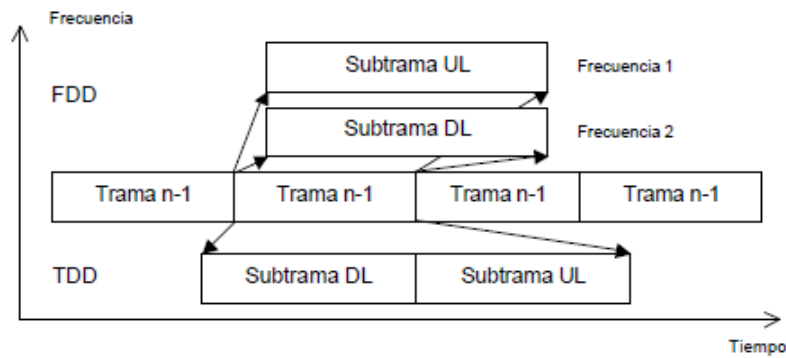 Frecuencia
FDD
Subtrama UL
Frecuencia 1
Subtrama DL
Frecuencia 2
Trama n-1 Trama n-1 Trama n-1 Trama n-1
TDD
Subtrama DL Subtrama UL
Tiempo